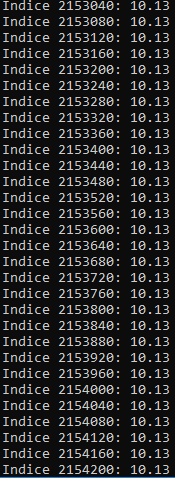 Indice 2153040: 10.13
Indice 2153080: 10.13
Indice 2153120: 10.13
Indice 2153160: 10.13
Indice 2153200: 10.13
Indice 2153240: 10.13
Indice 2153280: 10.13
Indice 2153320: 10.13
Indice 2153360: 10.13
Indice 2153400: 10.13
Indice 2153440: 10.13
Indice 2153480: 10.13
Indice 2153520: 10.13
Indice 2153560: 10.13
Indice 2153600: 10.13
Indice 2153640: 10.13
Indice 2153680: 10.13
Indice 2153720: 10.13
Indice 2153760: 10.13
Indice 2153800: 10.13
Indice 2153840: 10.13
Indice 2153880: 10.13
Indice 2153920: 10.13
Indice 2153960: 10.13
Indice 2154000: 10.13
Indice 2154040: 10.13
Indice 2154080: 10.13
Indice 2154120: 10.13
Indice 2154160: 10.13
Indice 2154200: 10.13